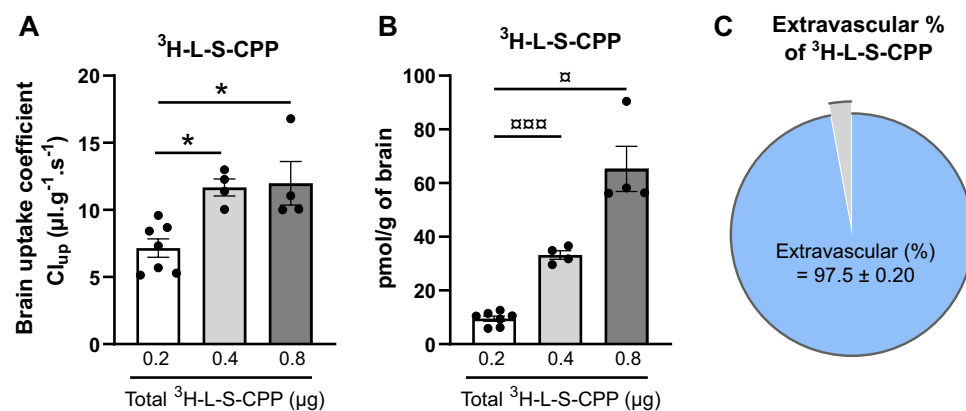 A
³H-L-S-CPP
Brain uptake coefficient
Cl_up (µl.g⁻¹.s⁻¹)
20
15
10
5
0
*
*
0.2 0.4 0.8
Total ³H-L-S-CPP (µg)
B
³H-L-S-CPP
pmol/g of brain
100
80
60
40
20
0
¤
¤¤¤
0.2 0.4 0.8
Total ³H-L-S-CPP (µg)
C
Extravascular %
of ³H-L-S-CPP
Extravascular (%)
= 97.5 ± 0.20